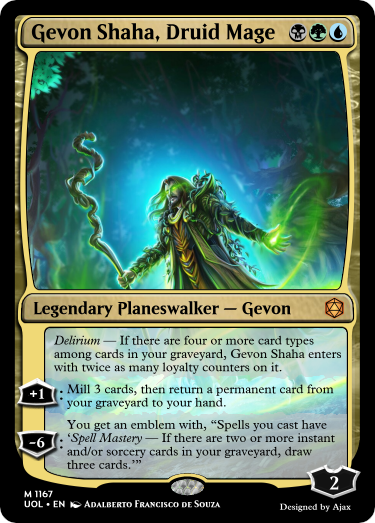 Gevon Shaha, Druid Mage
Legendary Planeswalker — Gevon
Delirium — If there are four or more card types
among cards in your graveyard, Gevon Shaha enters
with twice as many loyalty counters on it.
+1: Mill 3 cards, then return a permanent card from
your graveyard to your hand.
You get an emblem with, “Spells you cast have
-6: ‘Spell Mastery — If there are two or more instant
and/or sorcery cards in your graveyard, draw
three cards.’”
2
M 1167
UOL • EN Adalberto Francisco de Souza
Designed by Ajax